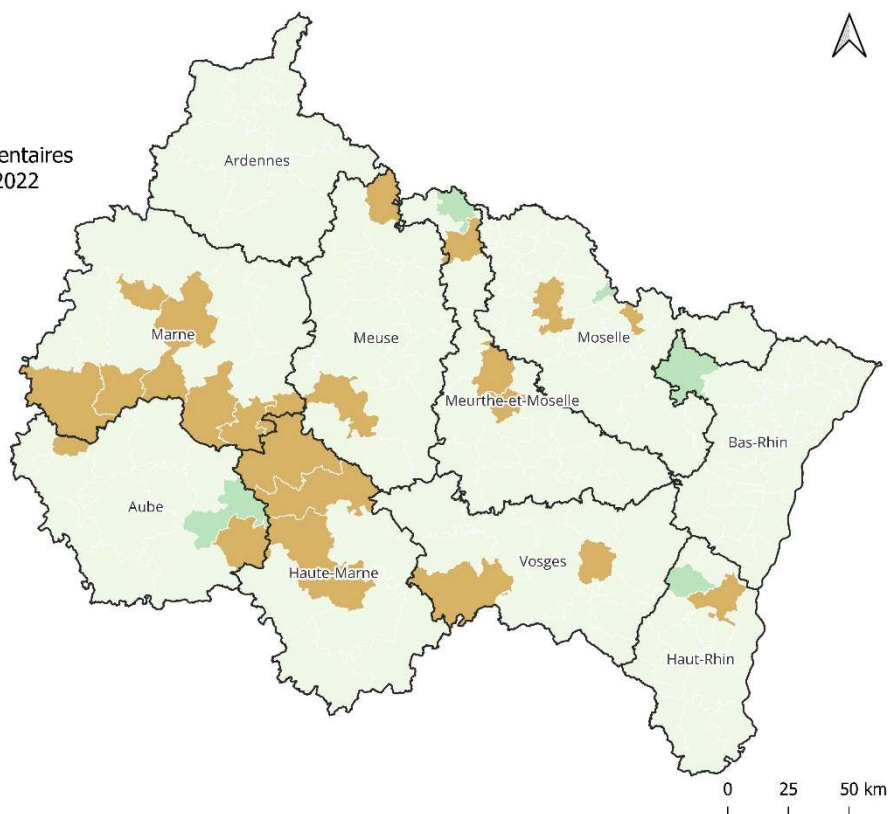 entaires
2022
Ardennes
Marne
Meuse
Moselle
Meurthe-et-Moselle
Bas-Rhin
Aube
Vosges
Haute-Marne
Haut-Rhin
0 25 50 km